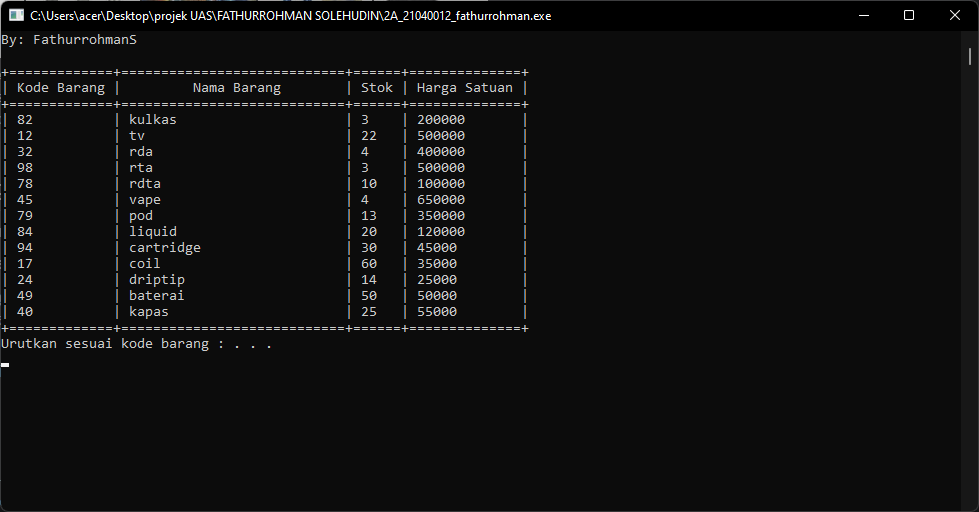 C:\Users\acer\Desktop\projek UAS\FATHURROHMAN SOLEHUDIN\2A_21040012_fathurrohman.exe
By: FathurrohmanS
+=============+============================+======+==============+
| Kode Barang |         Nama Barang        | Stok | Harga Satuan |
+=============+============================+======+==============+
| 82          | kulkas                     | 3    | 200000       |
| 12          | tv                         | 22   | 500000       |
| 32          | rda                        | 4    | 400000       |
| 98          | rta                        | 3    | 500000       |
| 78          | rdta                       | 10   | 100000       |
| 45          | vape                       | 4    | 650000       |
| 79          | pod                        | 13   | 350000       |
| 84          | liquid                     | 20   | 120000       |
| 94          | cartridge                  | 30   | 45000        |
| 17          | coil                       | 60   | 35000        |
| 24          | driptip                    | 14   | 25000        |
| 49          | baterai                    | 50   | 50000        |
| 40          | kapas                      | 25   | 55000        |
+=============+============================+======+==============+
Urutkan sesuai kode barang : . . .